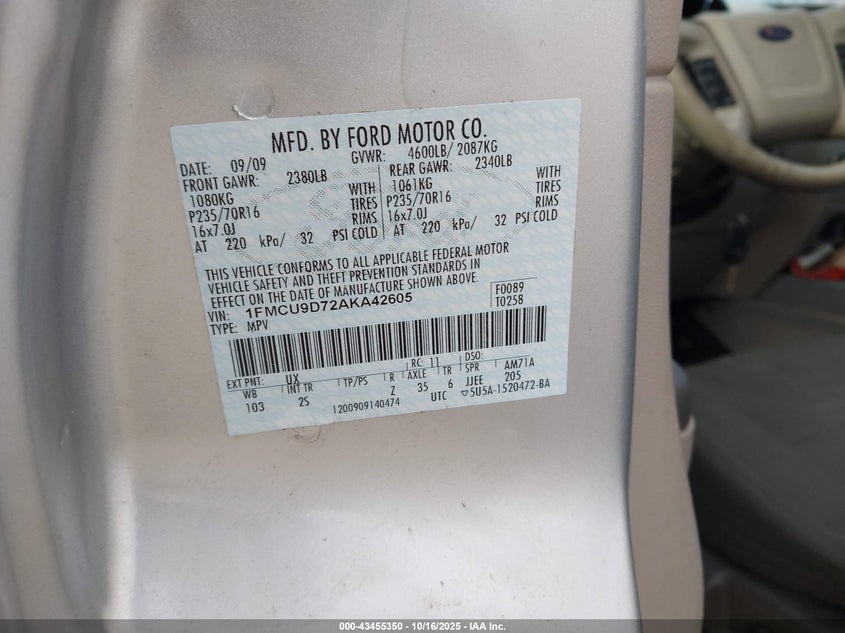 MFD. BY FORD MOTOR CO.
DATE: 09/09 GVWR: 4600LB/ 2087KG
FRONT GAWR: 2380LB REAR GAWR: 2340LB
1080KG WITH 1061KG WITH
P235/70R16 TIRES P235/70R16 TIRES
16x7.0J RIMS 16x7.0J RIMS
AT 220 kPa/ 32 PSI COLD AT 220 kPa/ 32 PSI COLD
THIS VEHICLE CONFORMS TO ALL APPLICABLE FEDERAL MOTOR
VEHICLE SAFETY AND THEFT PREVENTION STANDARDS IN
EFFECT ON THE DATE OF MANUFACTURE SHOWN ABOVE.
VIN: 1FMCU9D72AKA42605 F0089
TYPE: MPV T0258
EXT PNT: UX RC: 11 DSO:
WB INT TR TP/PS R AXLE TR SPR AM71A
103 2S Z 35 6 JJEE 205
1200909140474 UTC ▽5U5A-1520472-BA
000-43455350 | 10/16/2025 | IAA Inc.